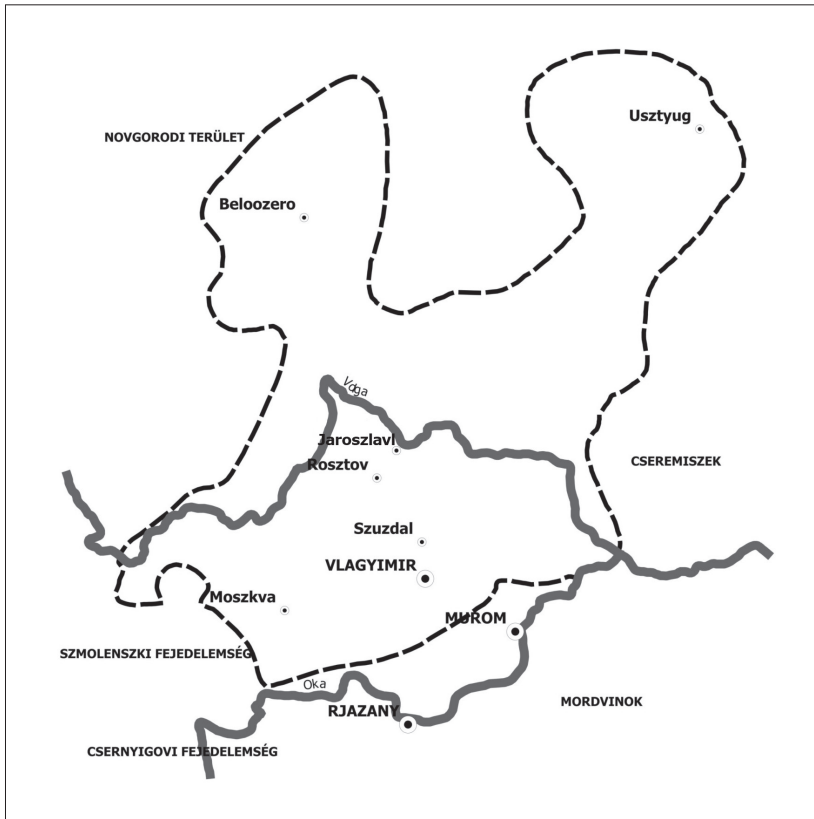 Usztyug
NOVGORODI TERÜLET
Beloozero
Volga
Jaroszlavl
CSEREMISZEK
Rosztov
Szuzdal
VLAGYIMIR
Moszkva
MUROM
SZMOLENSZKI FEJEDELEMSÉG
Oka
MORDVINOK
RJAZANY
CSERNYIGOVI FEJEDELEMSÉG